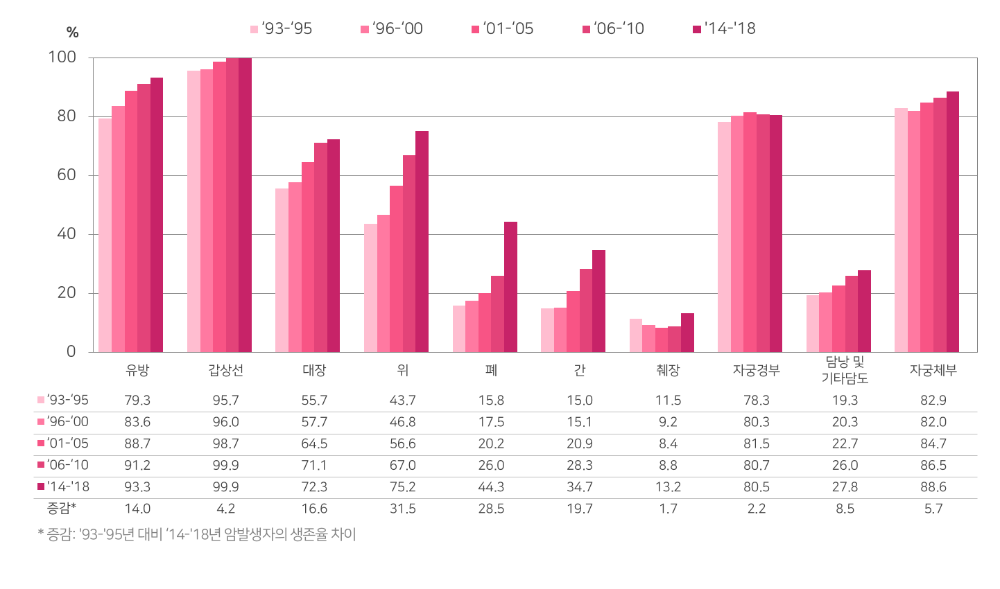 ‘93-‘95 ‘96-‘00 ‘01-‘05 ‘06-‘10 '14-'18
%
100
80
60
40
20
0
유방 갑상선 대장 위 폐 간 췌장 자궁경부 담낭 및 기타담도 자궁체부
‘93-‘95 79.3 95.7 55.7 43.7 15.8 15.0 11.5 78.3 19.3 82.9
‘96-‘00 83.6 96.0 57.7 46.8 17.5 15.1 9.2 80.3 20.3 82.0
‘01-‘05 88.7 98.7 64.5 56.6 20.2 20.9 8.4 81.5 22.7 84.7
‘06-‘10 91.2 99.9 71.1 67.0 26.0 28.3 8.8 80.7 26.0 86.5
'14-'18 93.3 99.9 72.3 75.2 44.3 34.7 13.2 80.5 27.8 88.6
증감* 14.0 4.2 16.6 31.5 28.5 19.7 1.7 2.2 8.5 5.7
* 증감: '93-'95년 대비 ‘14-'18년 암발생자의 생존율 차이